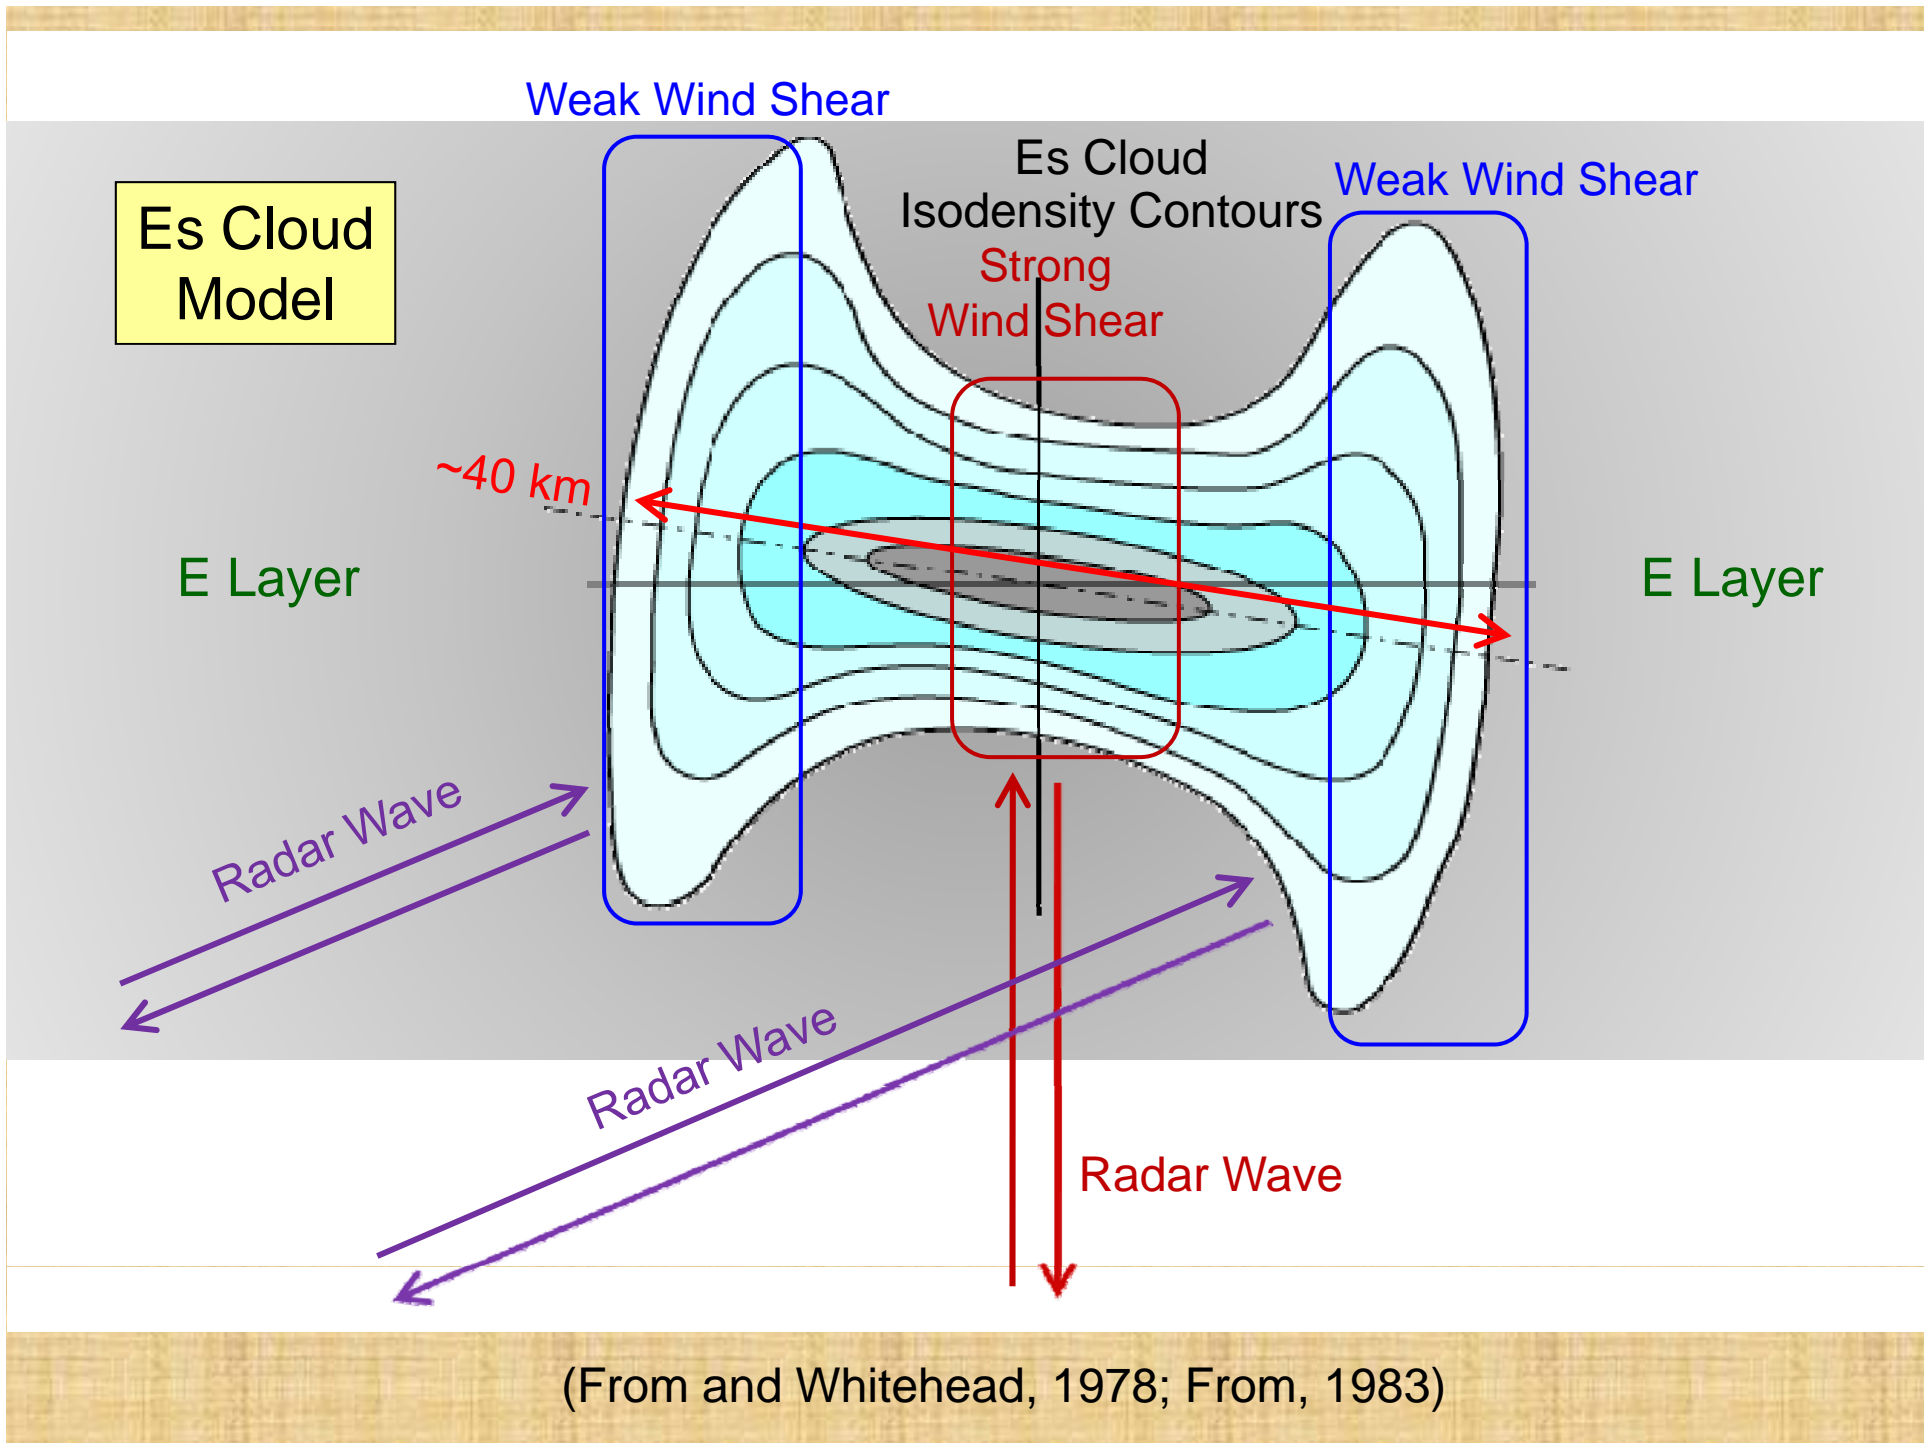 Weak Wind Shear
Es Cloud
Isodensity Contours
Weak Wind Shear
Es Cloud
Model
Strong
Wind Shear
~40 km
E Layer
E Layer
Radar Wave
Radar Wave
Radar Wave
(From and Whitehead, 1978; From, 1983)